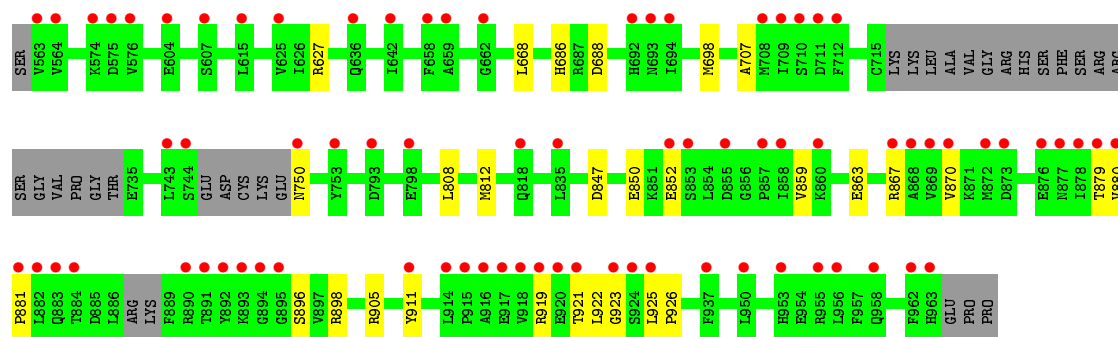 SER V563 V564 K574 D575 V576 E604 S607 L615 V625 I626 R627 Q636 I642 F658 A659 G662 L668 H686 R687 D688 H692 N693 I694 M698 A707 M708 I709 S710 D711 F712 C715 LYS LYS LEU ALA VAL GLY ARG HIS SER PHE SER ARG ARG
SER GLY VAL PRO GLY THR E735 L743 S744 GLU ASP CYS LYS GLU N750 Y753 D793 E798 L808 M812 Q818 L835 D847 E850 K851 E852 S853 L854 D855 G856 P857 I858 V859 K860 E863 R867 A868 V869 V870 K871 M872 D873 E876 N877 I878 T879 V880
P881 L882 Q883 T884 D885 L886 ARG LYS F889 R890 T891 Y892 K893 G894 G895 S896 V897 R898 R905 Y911 L914 P915 A916 E917 V918 R919 E920 T921 L922 G923 S924 L925 P926 F937 L950 H953 E954 R955 L956 F957 Q958 F962 H963 GLU PRO PRO